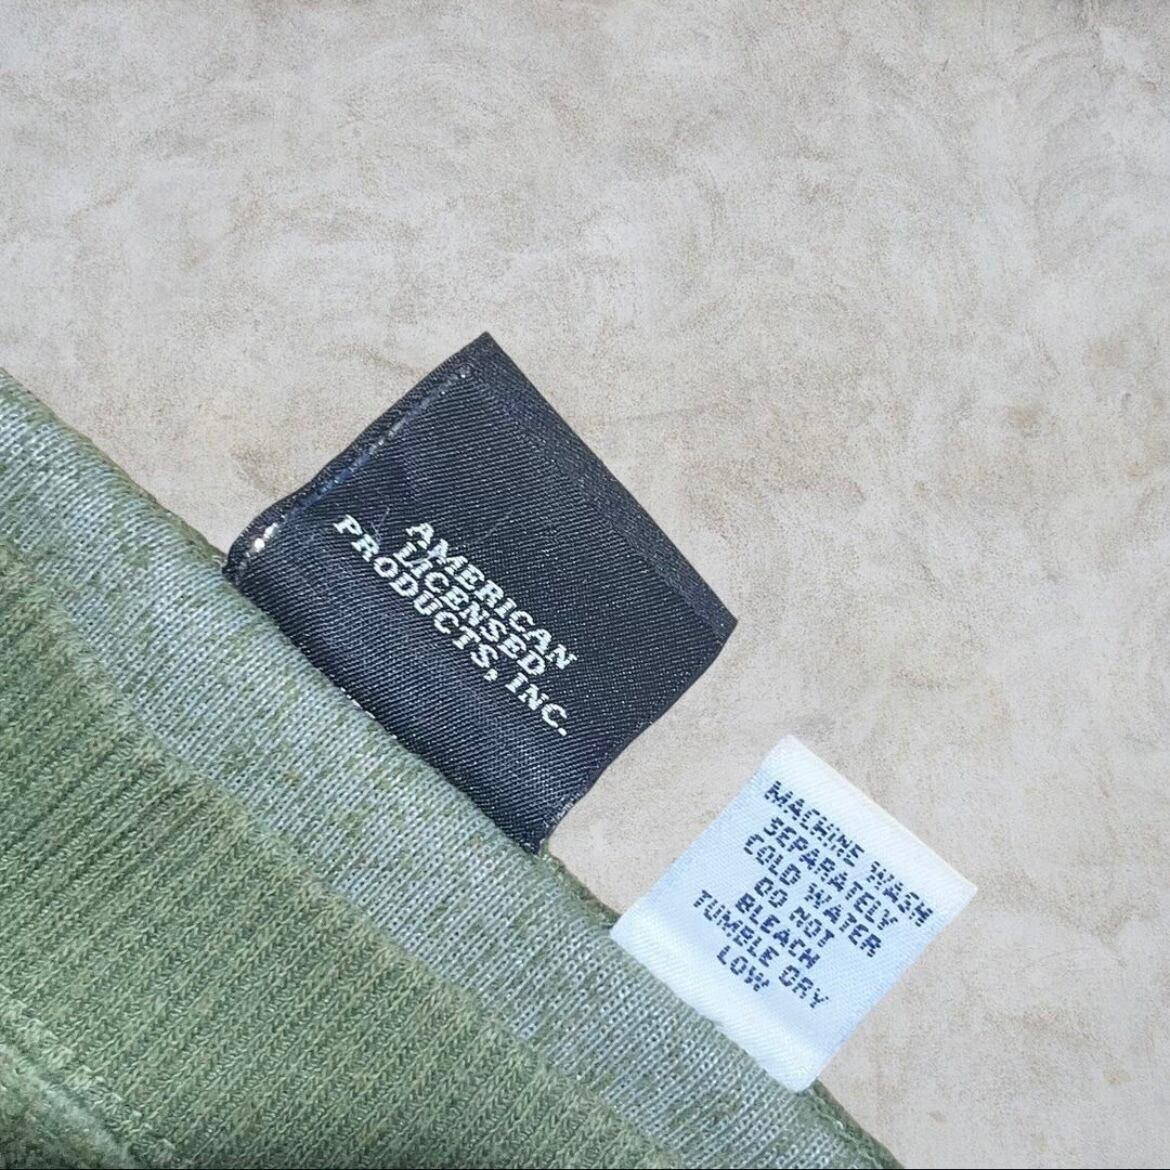 AMERICAN
LICENSED
PRODUCTS, INC.
MACHINE WASH
SEPARATELY
COLD WATER
DO NOT
BLEACH
TUMBLE DRY
LOW